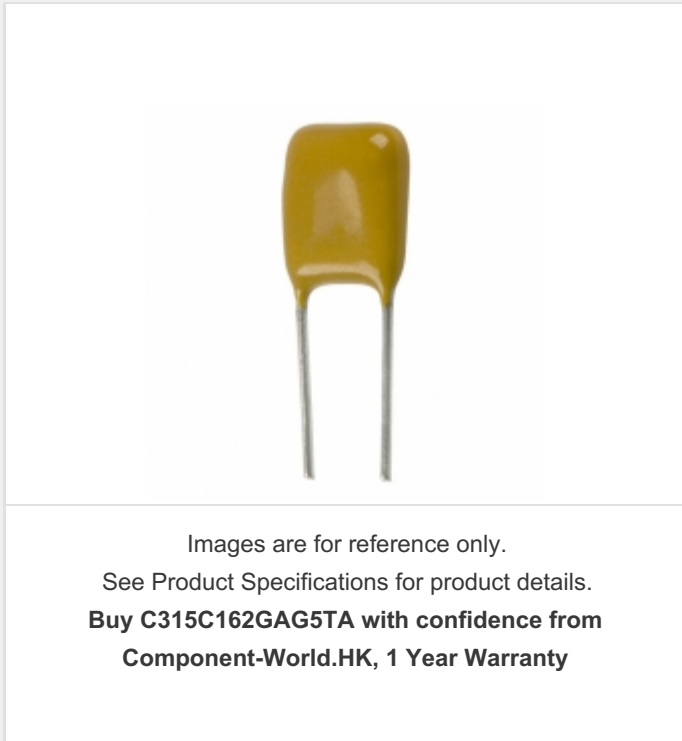 Images are for reference only.
See Product Specifications for product details.
Buy C315C162GAG5TA with confidence from
Component-World.HK, 1 Year Warranty